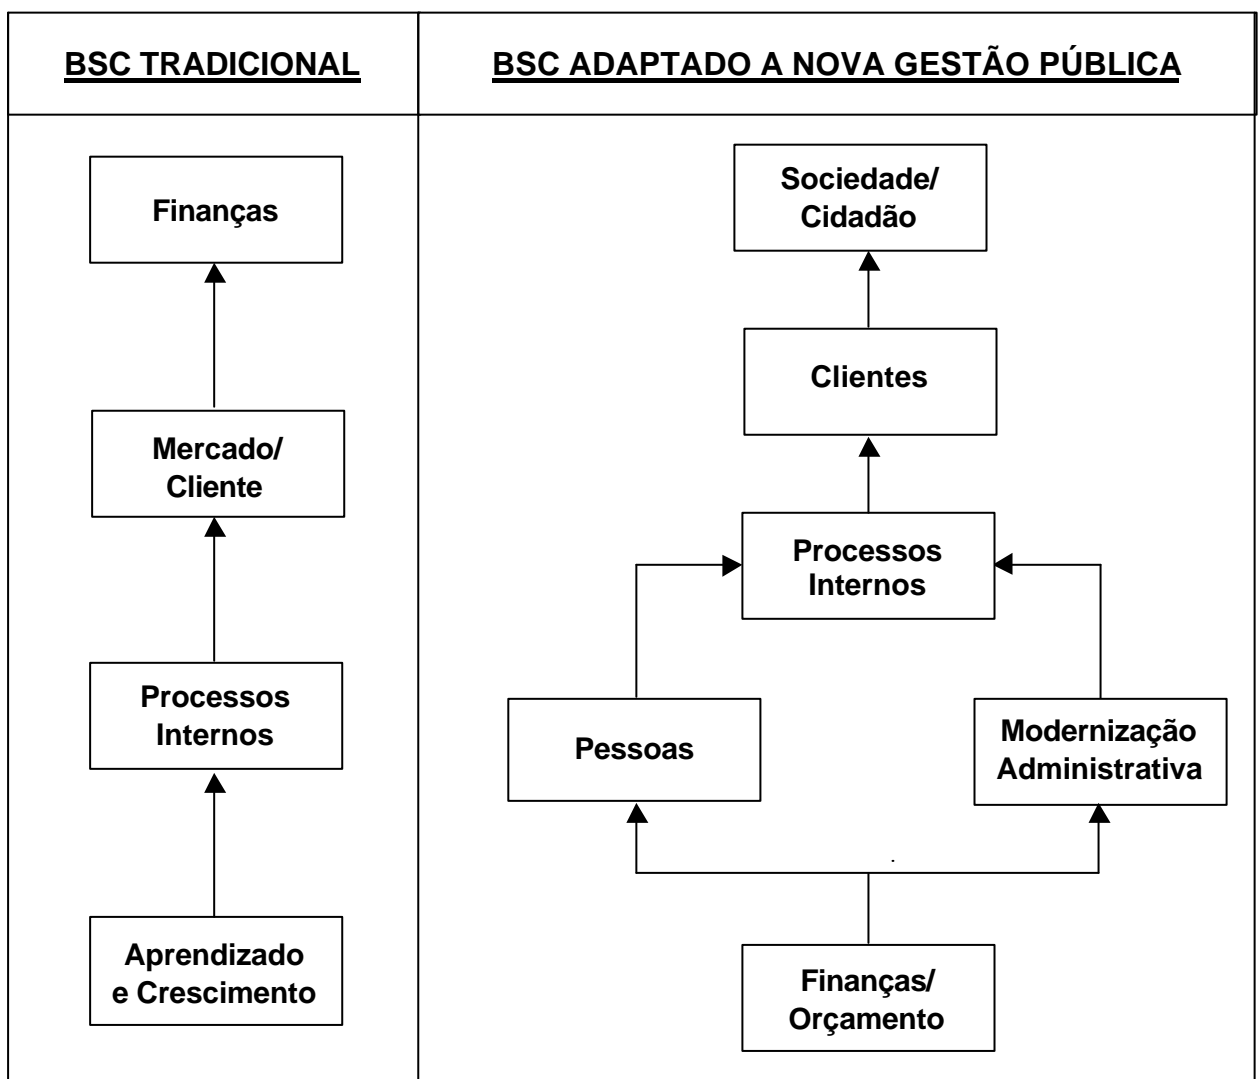 BSC TRADICIONAL
BSC ADAPTADO A NOVA GESTÃO PÚBLICA
Finanças
Mercado/
Cliente
Processos
Internos
Aprendizado
e Crescimento
Sociedade/
Cidadão
Clientes
Processos
Internos
Pessoas
Modernização
Administrativa
Finanças/
Orçamento